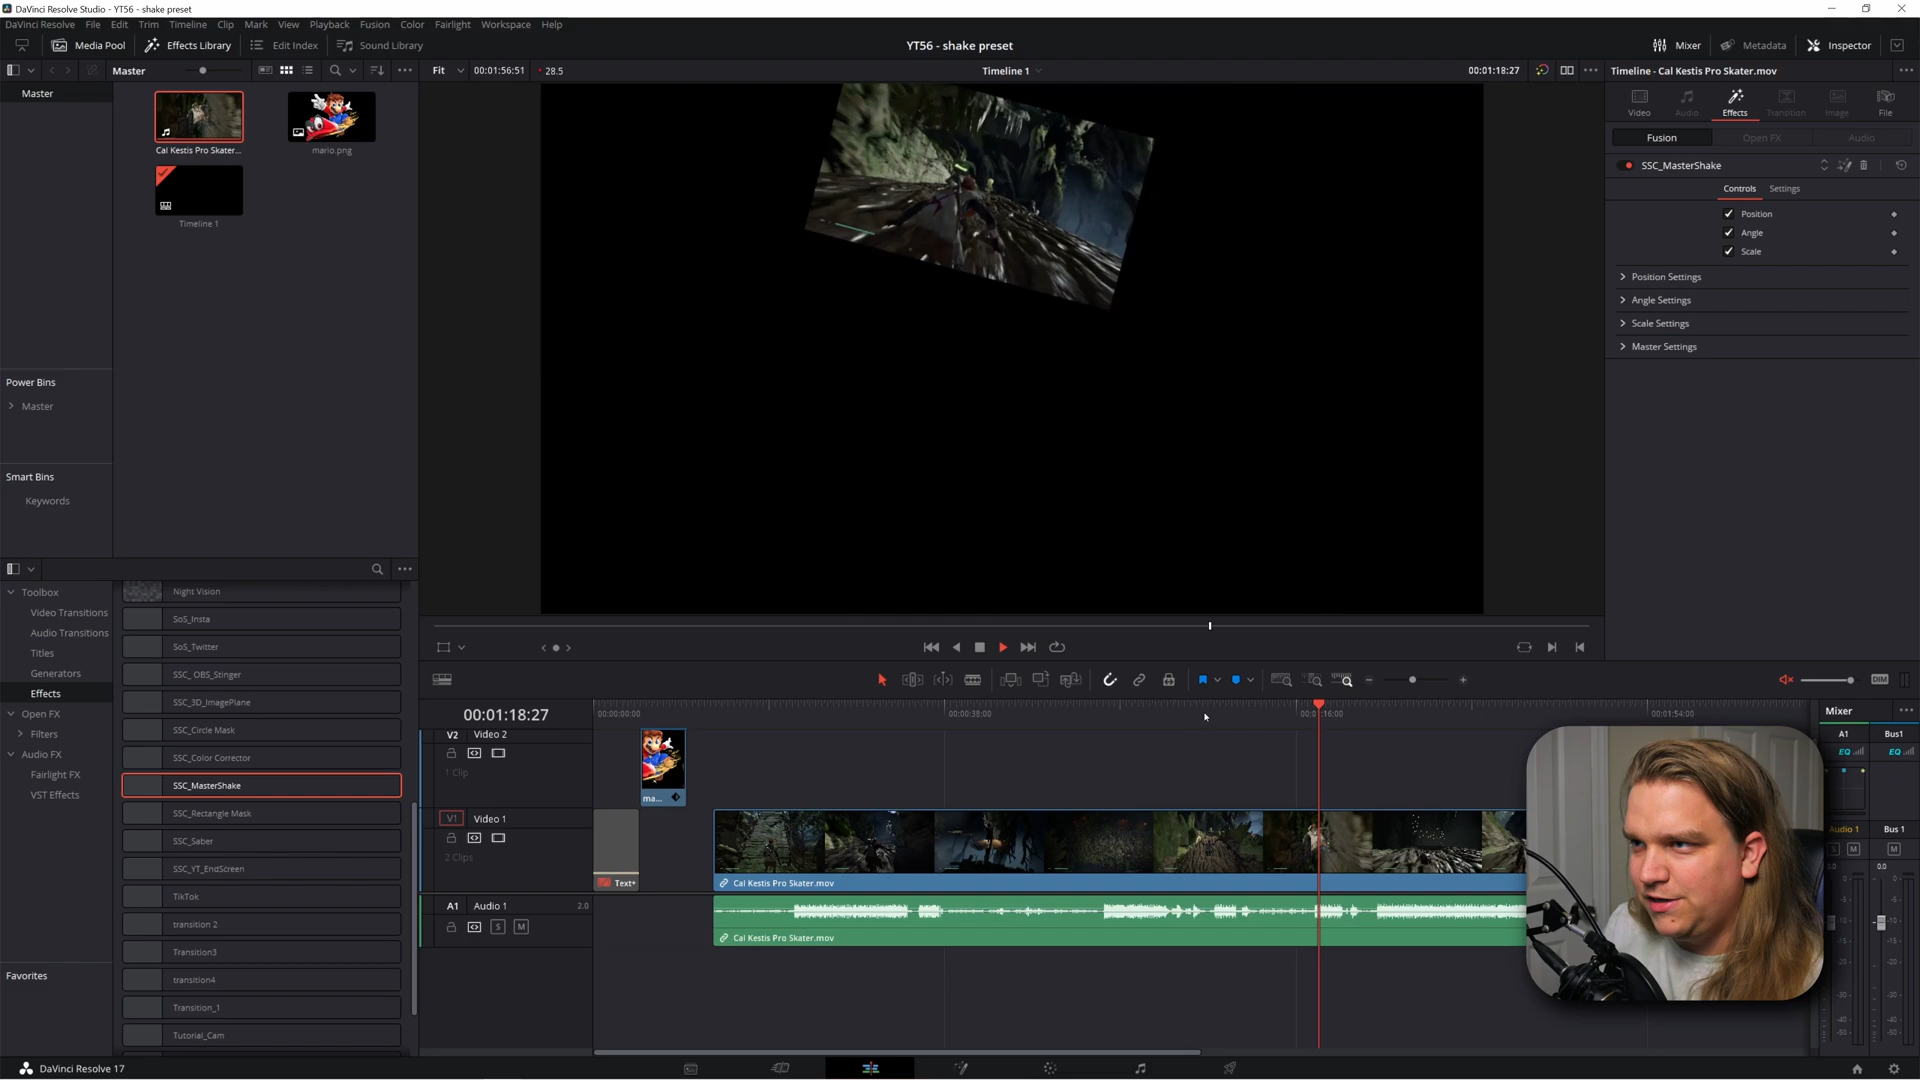 DaVinci Resolve Studio - YT56 - shake preset
DaVinci Resolve File Edit Trim Timeline Clip Mark View Playback Fusion Color Fairlight Workspace Help
Media Pool Effects Library Edit Index Sound Library
YT56 - shake preset
Mixer Metadata Inspector
Master
Fit 00:01:56:51 28.5
Timeline 1
00:01:18:27
Timeline - Cal Kestis Pro Skater.mov
Master
Cal Kestis Pro Skater...
mario.png
Timeline 1
Power Bins
Master
Smart Bins
Keywords
Video Audio Effects Transition Image File
Fusion Open FX Audio
SSC_MasterShake
Controls Settings
Position
Angle
Scale
Position Settings
Angle Settings
Scale Settings
Master Settings
Toolbox
Video Transitions
Audio Transitions
Titles
Generators
Effects
Open FX
Filters
Audio FX
Fairlight FX
VST Effects
Favorites
Night Vision
SoS_Insta
SoS_Twitter
SSC_ OBS_Stinger
SSC_3D_ImagePlane
SSC_Circle Mask
SSC_Color Corrector
SSC_MasterShake
SSC_Rectangle Mask
SSC_Saber
SSC_YT_EndScreen
TikTok
transition 2
Transition3
transition4
Transition_1
Tutorial_Cam
DIM
00:01:18:27
00:00:00:00 00:00:38:00 00:01:16:00 00:01:54:00
V2 Video 2
1 Clip
ma...
V1 Video 1
2 Clips
Text+
Cal Kestis Pro Skater.mov
A1 Audio 1 2.0
S M
Cal Kestis Pro Skater.mov
Mixer
A1 Bus1
EQ EQ
Audio 1 Bus 1
S M M
0.0 0.0
DaVinci Resolve 17